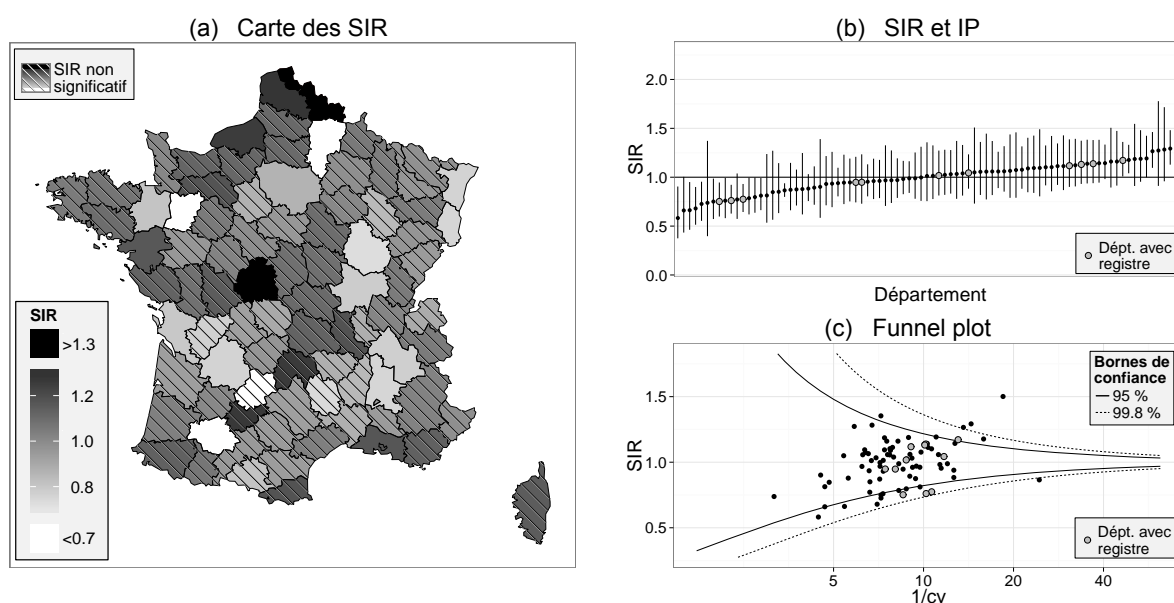 (a) Carte des SIR
SIR non
significatif
SIR
>1.3
1.2
1.0
0.8
<0.7
(b) SIR et IP
SIR
2.0
1.5
1.0
0.5
0.0
Dépt. avec
registre
Département
(c) Funnel plot
SIR
1.5
1.0
0.5
Bornes de
confiance
95 %
99.8 %
Dépt. avec
registre
5
10
20
40
1/cv